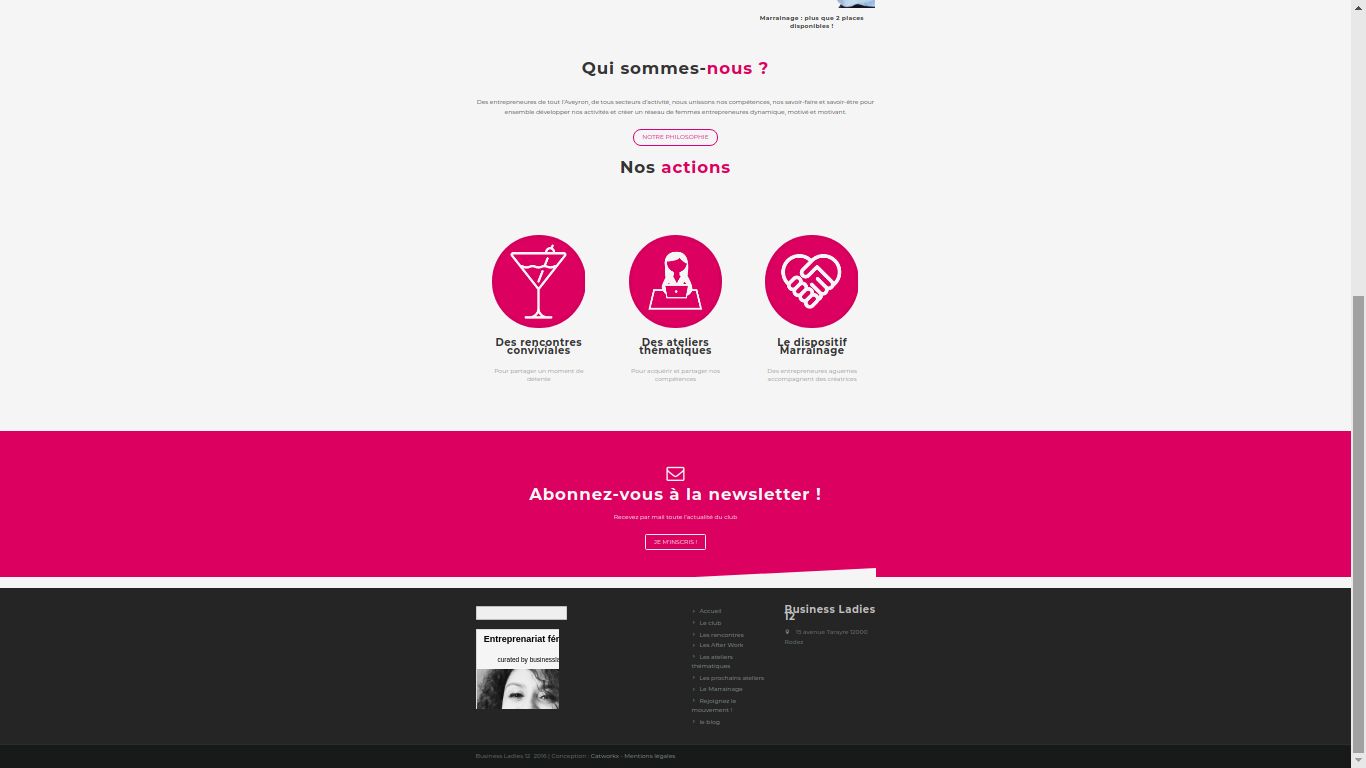 Marrainage : plus que 2 places
disponibles !
Qui sommes-nous ?
Des entrepreneures de tout l'Aveyron, de tous secteurs d'activité, nous unissons nos compétences, nos savoir-faire et savoir-être pour
ensemble développer nos activités et créer un réseau de femmes entrepreneures dynamique, motivé et motivant.
NOTRE PHILOSOPHIE
Nos actions
Des rencontres
conviviales
Pour partager un moment de
détente
Des ateliers
thématiques
Pour acquérir et partager nos
compétences
Le dispositif
Marrainage
Des entrepreneures aguerries
accompagnent des créatrices
Abonnez-vous à la newsletter !
Recevez par mail toute l'actualité du club
JE M'INSCRIS !
Entreprenariat fér
curated by businessla
Accueil
Le club
Les rencontres
Les After Work
Les ateliers
thématiques
Les prochains ateliers
Le Marrainage
Rejoignez le
mouvement !
le blog
Business Ladies
12
15 avenue Tarayre 12000
Rodez
Business Ladies 12 2016 | Conception : Catworkx - Mentions légales